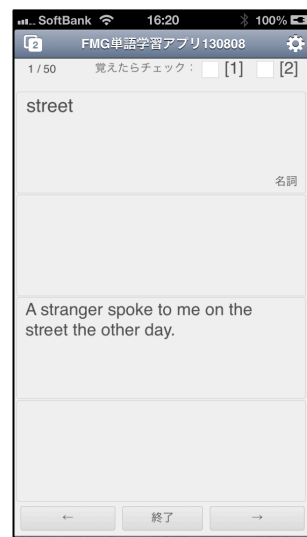 SoftBank 16:20 100%
2 FMG単語学習アプリ130808
1 / 50 覚えたらチェック： [1] [2]
street
名詞
A stranger spoke to me on the
street the other day.
← 終了 →